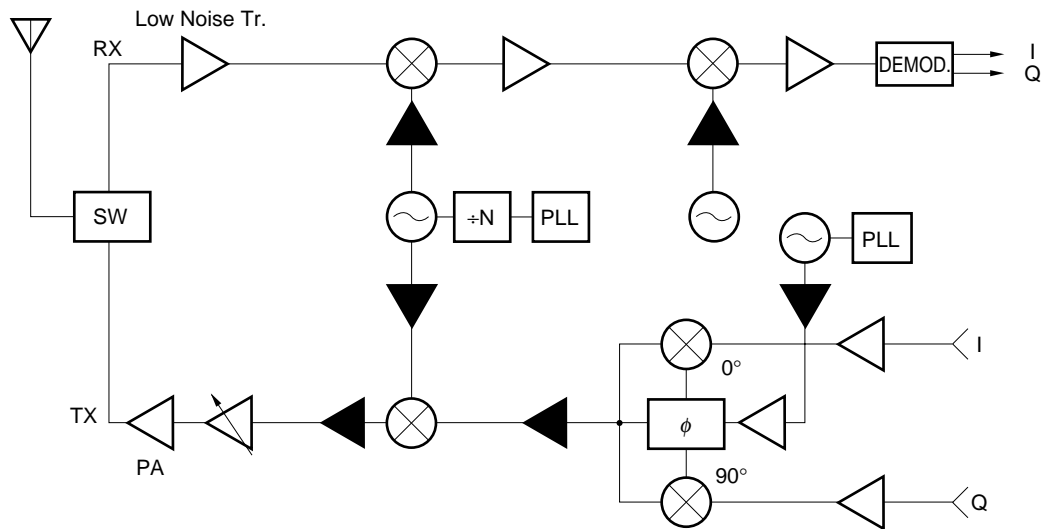 Low Noise Tr.
RX
DEMOD.
I
Q
SW
÷N
PLL
PLL
I
0°
TX
ϕ
PA
90°
Q